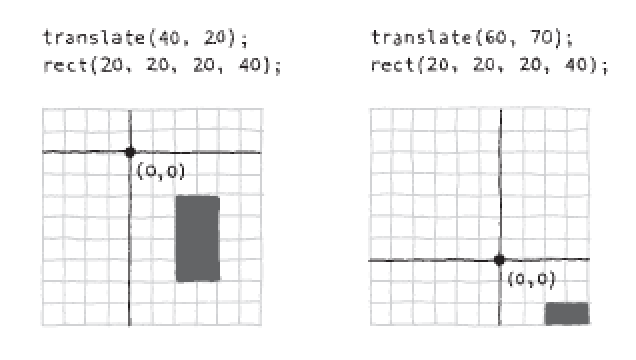 translate(40, 20);
rect(20, 20, 20, 40);
(0,0)
translate(60, 70);
rect(20, 20, 20, 40);
(0,0)